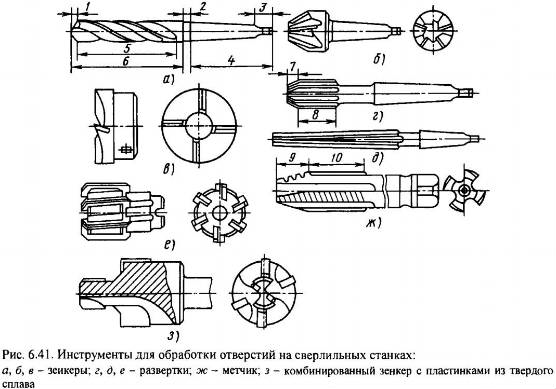 1 2 3
5
6 4
а) б)
7
8
г)
в) д)
9 10
е) ж)
з)
Рис. 6.41. Инструменты для обработки отверстий на сверлильных станках:
а, б, в – зеикеры; г, д, е – развертки; ж – метчик; з – комбинированный зенкер с пластинками из твердого
сплава